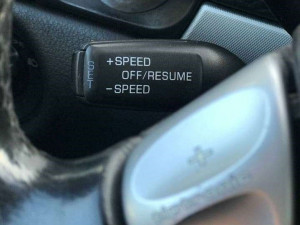 +SPEED
OFF/RESUME
-SPEED
SET
+